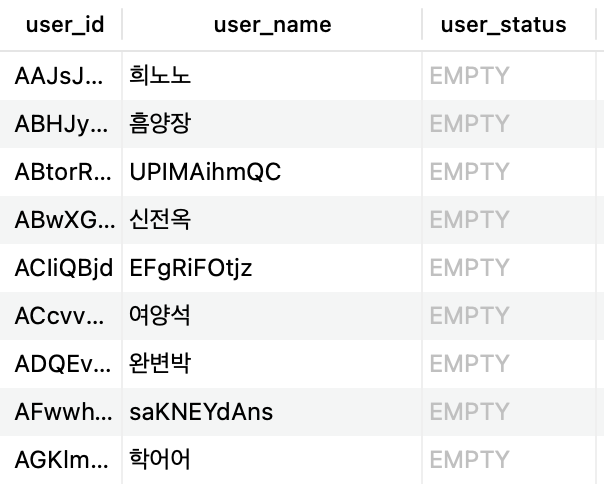 user_id user_name user_status
AAJsJ... 희노노 EMPTY
ABHJy... 흠양장 EMPTY
ABtorR... UPIMAihmQC EMPTY
ABwXG... 신전옥 EMPTY
ACIiQBjd EFgRiFOtjz EMPTY
ACcvv... 여양석 EMPTY
ADQEv... 완변박 EMPTY
AFwwh... saKNEYdAns EMPTY
AGKlm... 학어어 EMPTY